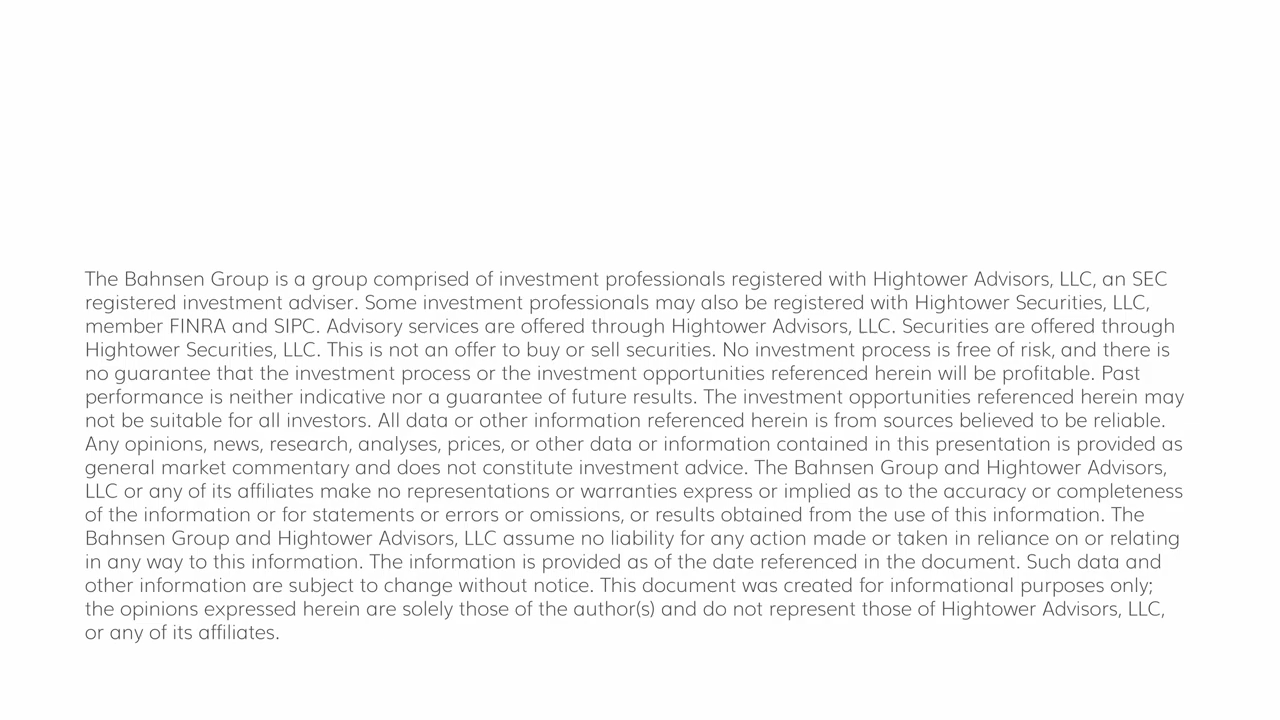 The Bahnsen Group is a group comprised of investment professionals registered with Hightower Advisors, LLC, an SEC
registered investment adviser. Some investment professionals may also be registered with Hightower Securities, LLC,
member FINRA and SIPC. Advisory services are offered through Hightower Advisors, LLC. Securities are offered through
Hightower Securities, LLC. This is not an offer to buy or sell securities. No investment process is free of risk, and there is
no guarantee that the investment process or the investment opportunities referenced herein will be profitable. Past
performance is neither indicative nor a guarantee of future results. The investment opportunities referenced herein may
not be suitable for all investors. All data or other information referenced herein is from sources believed to be reliable.
Any opinions, news, research, analyses, prices, or other data or information contained in this presentation is provided as
general market commentary and does not constitute investment advice. The Bahnsen Group and Hightower Advisors,
LLC or any of its affiliates make no representations or warranties express or implied as to the accuracy or completeness
of the information or for statements or errors or omissions, or results obtained from the use of this information. The
Bahnsen Group and Hightower Advisors, LLC assume no liability for any action made or taken in reliance on or relating
in any way to this information. The information is provided as of the date referenced in the document. Such data and
other information are subject to change without notice. This document was created for informational purposes only;
the opinions expressed herein are solely those of the author(s) and do not represent those of Hightower Advisors, LLC,
or any of its affiliates.